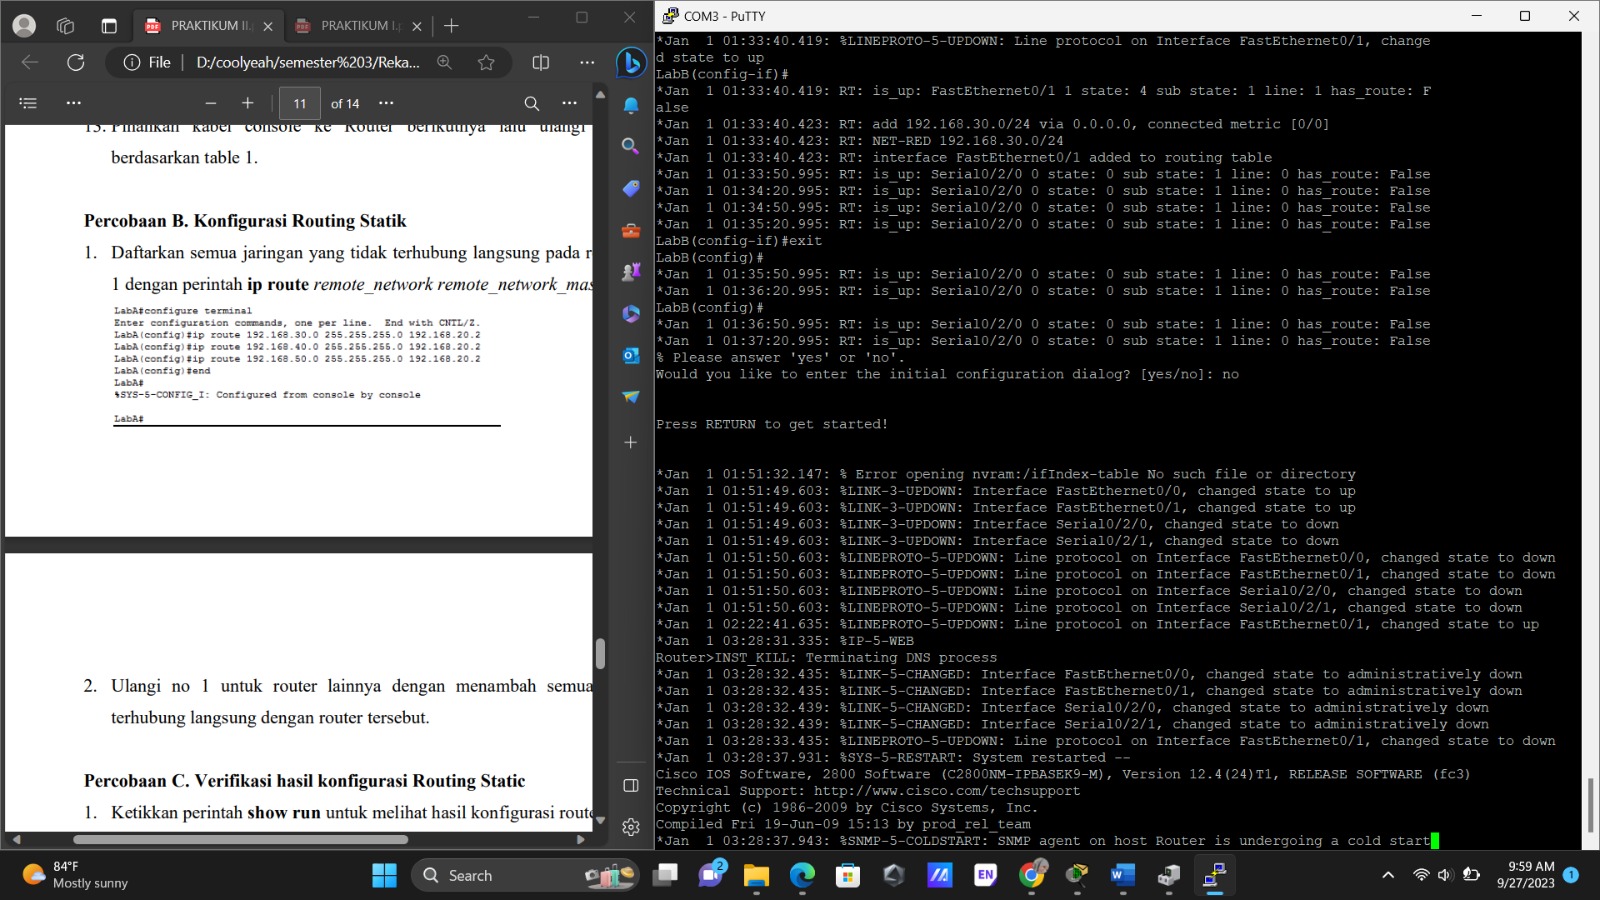 PRAKTIKUM II.
PRAKTIKUM I.p
File
D:/coolyeah/semester%203/Reka...
11
of 14
13. Pindahkan kabel console ke Router berikutnya lalu ulangi
berdasarkan table 1.
Percobaan B. Konfigurasi Routing Statik
1. Daftarkan semua jaringan yang tidak terhubung langsung pada r
1 dengan perintah ip route remote_network remote_network_mas
LabA#configure terminal
Enter configuration commands, one per line. End with CNTL/Z.
LabA(config)#ip route 192.168.30.0 255.255.255.0 192.168.20.2
LabA(config)#ip route 192.168.40.0 255.255.255.0 192.168.20.2
LabA(config)#ip route 192.168.50.0 255.255.255.0 192.168.20.2
LabA(config)#end
LabA#
%SYS-5-CONFIG_I: Configured from console by console
LabA#
2. Ulangi no 1 untuk router lainnya dengan menambah semua
terhubung langsung dengan router tersebut.
Percobaan C. Verifikasi hasil konfigurasi Routing Static
1. Ketikkan perintah show run untuk melihat hasil konfigurasi route
COM3 - PuTTY
*Jan  1 01:33:40.419: %LINEPROTO-5-UPDOWN: Line protocol on Interface FastEthernet0/1, change
d state to up
LabB(config-if)#
*Jan  1 01:33:40.419: RT: is_up: FastEthernet0/1 1 state: 4 sub state: 1 line: 1 has_route: F
alse
*Jan  1 01:33:40.423: RT: add 192.168.30.0/24 via 0.0.0.0, connected metric [0/0]
*Jan  1 01:33:40.423: RT: NET-RED 192.168.30.0/24
*Jan  1 01:33:40.423: RT: interface FastEthernet0/1 added to routing table
*Jan  1 01:33:50.995: RT: is_up: Serial0/2/0 0 state: 0 sub state: 1 line: 0 has_route: False
*Jan  1 01:34:20.995: RT: is_up: Serial0/2/0 0 state: 0 sub state: 1 line: 0 has_route: False
*Jan  1 01:34:50.995: RT: is_up: Serial0/2/0 0 state: 0 sub state: 1 line: 0 has_route: False
*Jan  1 01:35:20.995: RT: is_up: Serial0/2/0 0 state: 0 sub state: 1 line: 0 has_route: False
LabB(config-if)#exit
LabB(config)#
*Jan  1 01:35:50.995: RT: is_up: Serial0/2/0 0 state: 0 sub state: 1 line: 0 has_route: False
*Jan  1 01:36:20.995: RT: is_up: Serial0/2/0 0 state: 0 sub state: 1 line: 0 has_route: False
LabB(config)#
*Jan  1 01:36:50.995: RT: is_up: Serial0/2/0 0 state: 0 sub state: 1 line: 0 has_route: False
*Jan  1 01:37:20.995: RT: is_up: Serial0/2/0 0 state: 0 sub state: 1 line: 0 has_route: False
% Please answer 'yes' or 'no'.
Would you like to enter the initial configuration dialog? [yes/no]: no
Press RETURN to get started!
*Jan  1 01:51:32.147: % Error opening nvram:/ifIndex-table No such file or directory
*Jan  1 01:51:49.603: %LINK-3-UPDOWN: Interface FastEthernet0/0, changed state to up
*Jan  1 01:51:49.603: %LINK-3-UPDOWN: Interface FastEthernet0/1, changed state to up
*Jan  1 01:51:49.603: %LINK-3-UPDOWN: Interface Serial0/2/0, changed state to down
*Jan  1 01:51:49.603: %LINK-3-UPDOWN: Interface Serial0/2/1, changed state to down
*Jan  1 01:51:50.603: %LINEPROTO-5-UPDOWN: Line protocol on Interface FastEthernet0/0, changed state to down
*Jan  1 01:51:50.603: %LINEPROTO-5-UPDOWN: Line protocol on Interface FastEthernet0/1, changed state to down
*Jan  1 01:51:50.603: %LINEPROTO-5-UPDOWN: Line protocol on Interface Serial0/2/0, changed state to down
*Jan  1 01:51:50.603: %LINEPROTO-5-UPDOWN: Line protocol on Interface Serial0/2/1, changed state to down
*Jan  1 02:22:41.635: %LINEPROTO-5-UPDOWN: Line protocol on Interface FastEthernet0/1, changed state to up
*Jan  1 03:28:31.335: %IP-5-WEB
Router>INST_KILL: Terminating DNS process
*Jan  1 03:28:32.435: %LINK-5-CHANGED: Interface FastEthernet0/0, changed state to administratively down
*Jan  1 03:28:32.435: %LINK-5-CHANGED: Interface FastEthernet0/1, changed state to administratively down
*Jan  1 03:28:32.439: %LINK-5-CHANGED: Interface Serial0/2/0, changed state to administratively down
*Jan  1 03:28:32.439: %LINK-5-CHANGED: Interface Serial0/2/1, changed state to administratively down
*Jan  1 03:28:33.435: %LINEPROTO-5-UPDOWN: Line protocol on Interface FastEthernet0/1, changed state to down
*Jan  1 03:28:37.931: %SYS-5-RESTART: System restarted --
Cisco IOS Software, 2800 Software (C2800NM-IPBASEK9-M), Version 12.4(24)T1, RELEASE SOFTWARE (fc3)
Technical Support: http://www.cisco.com/techsupport
Copyright (c) 1986-2009 by Cisco Systems, Inc.
Compiled Fri 19-Jun-09 15:13 by prod_rel_team
*Jan  1 03:28:37.943: %SNMP-5-COLDSTART: SNMP agent on host Router is undergoing a cold start
84°F
Mostly sunny
Search
2
EN
9:59 AM
9/27/2023
1